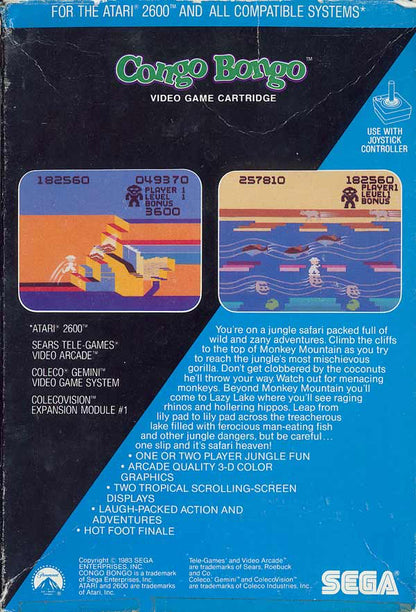 FOR THE ATARI® 2600™ AND ALL COMPATIBLE SYSTEMS*
Congo Bongo™
VIDEO GAME CARTRIDGE
USE WITH
JOYSTICK
CONTROLLER
182560 049370
PLAYER 1
LEVEL 1
BONUS
3600
257810 182560
PLAYER1
LEVEL1
BONUS
*ATARI® 2600™
SEARS TELE-GAMES®
VIDEO ARCADE™
COLECO® GEMINI™
VIDEO GAME SYSTEM
COLECOVISION™
EXPANSION MODULE #1
You're on a jungle safari packed full of
wild and zany adventures. Climb the cliffs
to the top of Monkey Mountain as you try
to reach the jungle's most mischievous
gorilla. Don't get clobbered by the coconuts
he'll throw your way. Watch out for menacing
monkeys. Beyond Monkey Mountain you'll
come to Lazy Lake where you'll see raging
rhinos and hollering hippos. Leap from
lily pad to lily pad across the treacherous
lake filled with ferocious man-eating fish
and other jungle dangers, but be careful...
one slip and it's safari heaven!
• ONE OR TWO PLAYER JUNGLE FUN
• ARCADE QUALITY 3-D COLOR
GRAPHICS
• TWO TROPICAL SCROLLING-SCREEN
DISPLAYS
• LAUGH-PACKED ACTION AND
ADVENTURES
• HOT FOOT FINALE
Copyright © 1983 SEGA
ENTERPRISES, INC.
CONGO BONGO is a trademark
of Sega Enterprises, Inc.
ATARI and 2600 are trademarks
of Atari, Inc.
Tele-Games® and Video Arcade™
are trademarks of Sears, Roebuck
and Co.
Coleco,® Gemini™ and ColecoVision™
are trademarks of Coleco Industries, Inc.
SEGA